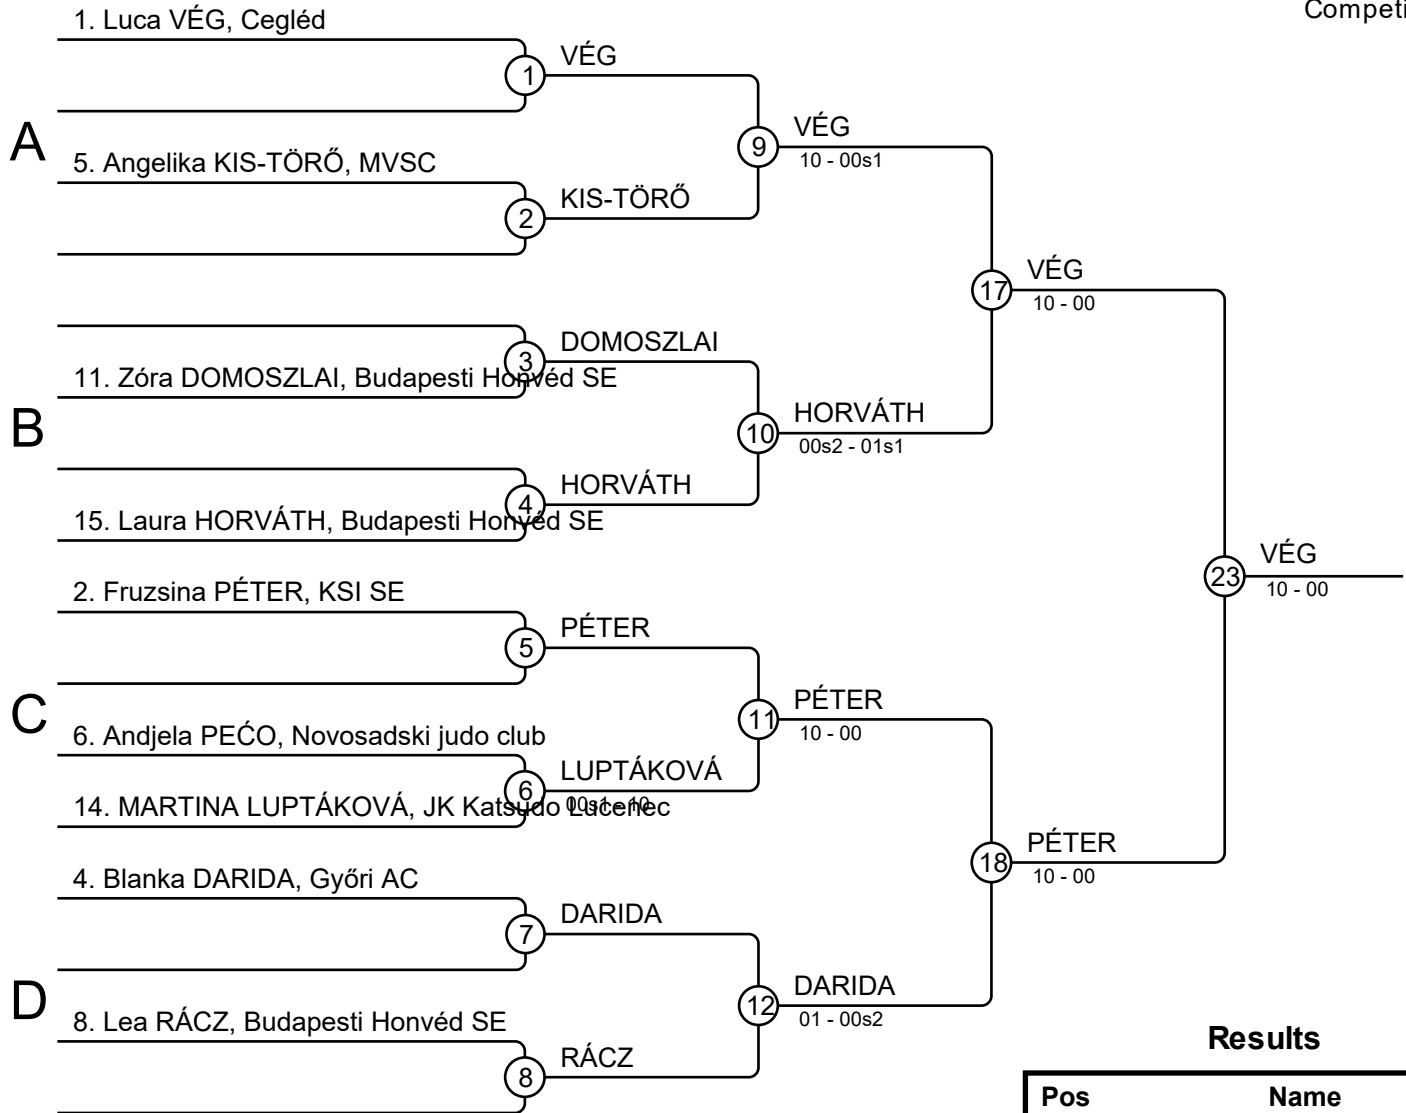 Competi
1. Luca VÉG, Cegléd
1
VÉG
A
9
VÉG
10 - 00s1
5. Angelika KIS-TÖRŐ, MVSC
2
KIS-TÖRŐ
17
VÉG
10 - 00
3
DOMOSZLAI
11. Zóra DOMOSZLAI, Budapesti Honvéd SE
B
10
HORVÁTH
00s2 - 01s1
4
HORVÁTH
15. Laura HORVÁTH, Budapesti Honvéd SE
23
VÉG
10 - 00
2. Fruzsina PÉTER, KSI SE
5
PÉTER
C
11
PÉTER
10 - 00
6. Andjela PEĆO, Novosadski judo club
6
LUPTÁKOVÁ
00s1 - 10
14. MARTINA LUPTÁKOVÁ, JK Katsudo Lucenec
18
PÉTER
10 - 00
4. Blanka DARIDA, Győri AC
7
DARIDA
D
12
DARIDA
01 - 00s2
8. Lea RÁCZ, Budapesti Honvéd SE
8
RÁCZ
Results
Pos Name